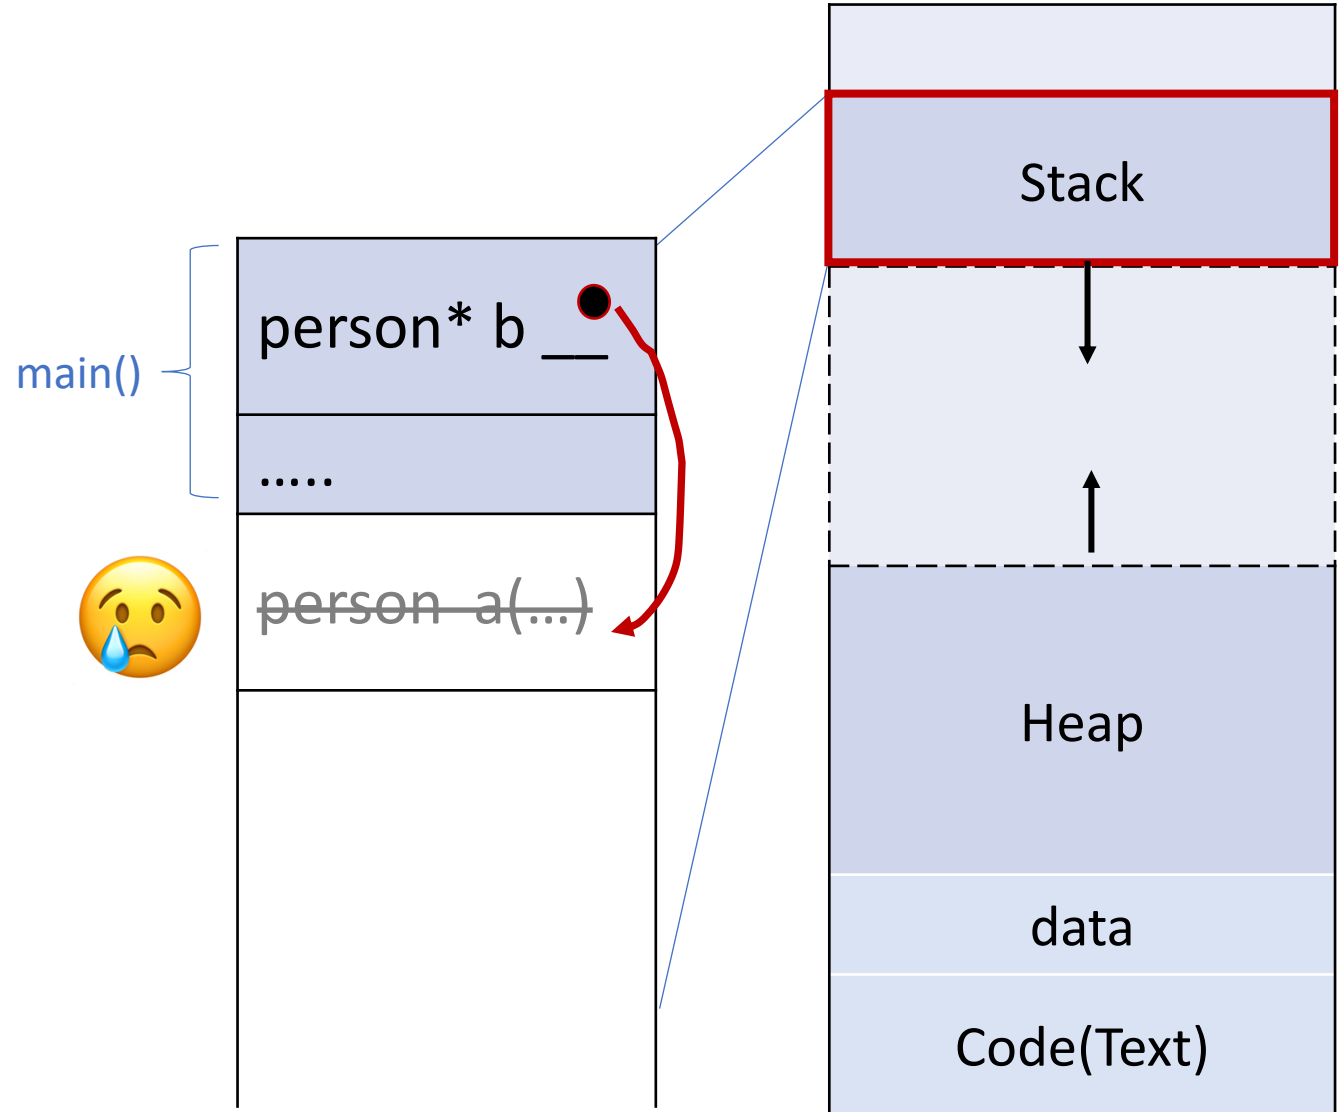 Stack
person* b __
main()
.....
person  a(...)
Heap
data
Code(Text)